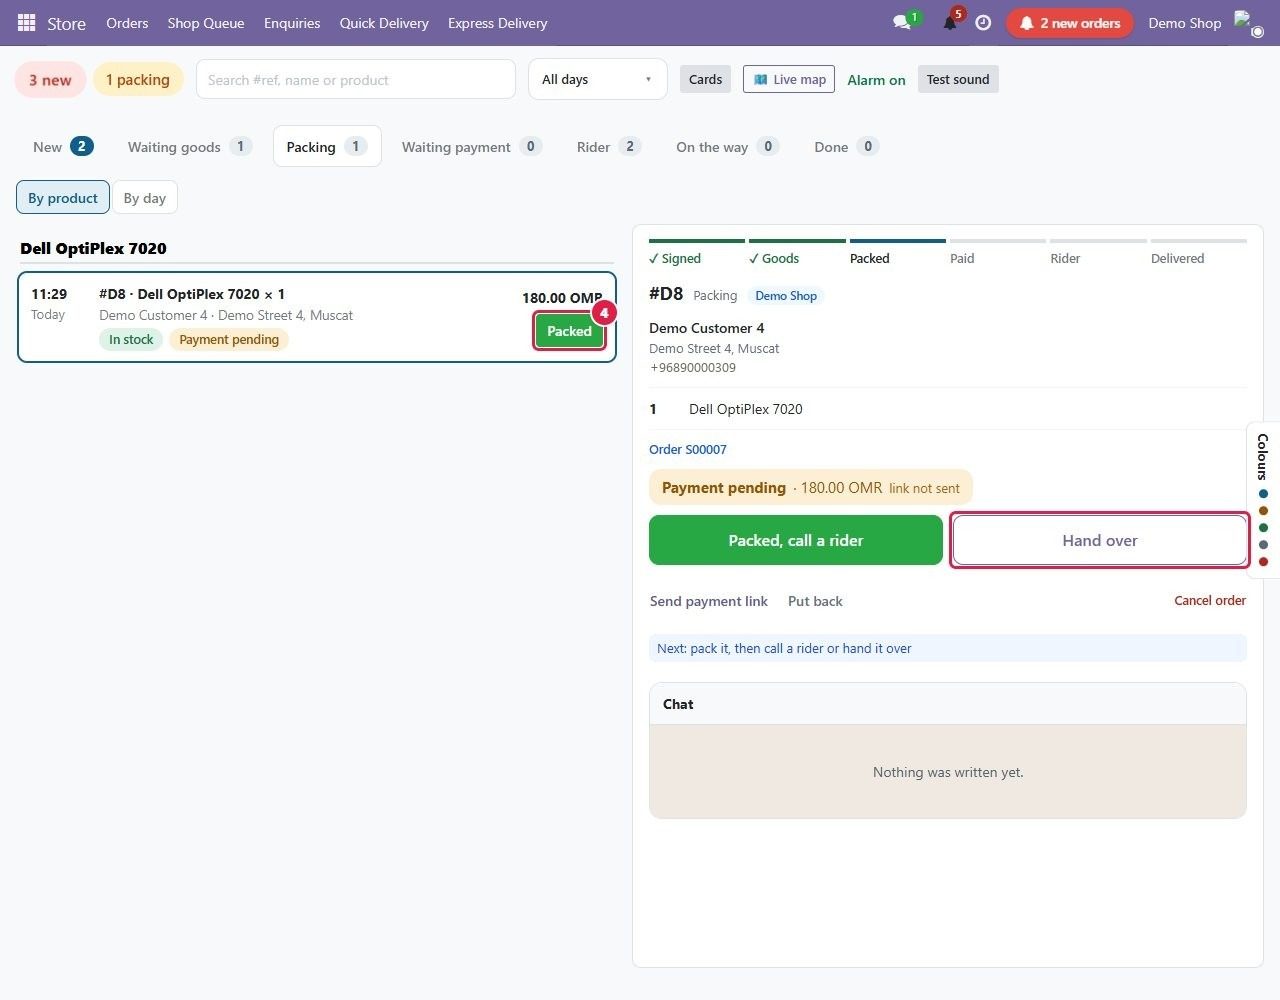 Store Orders Shop Queue Enquiries Quick Delivery Express Delivery 1 5 2 new orders Demo Shop
3 new 1 packing Search #ref, name or product All days Cards Live map Alarm on Test sound
New 2 Waiting goods 1 Packing 1 Waiting payment 0 Rider 2 On the way 0 Done 0
By product By day
Dell OptiPlex 7020
11:29 #D8 · Dell OptiPlex 7020 × 1 180.00 OMR
Today Demo Customer 4 · Demo Street 4, Muscat
In stock Payment pending Packed 4
✓ Signed ✓ Goods Packed Paid Rider Delivered
#D8 Packing Demo Shop
Demo Customer 4
Demo Street 4, Muscat
+96890000309
1 Dell OptiPlex 7020
Order S00007
Payment pending · 180.00 OMR link not sent
Packed, call a rider Hand over
Send payment link Put back Cancel order
Next: pack it, then call a rider or hand it over
Chat
Nothing was written yet.
Colours